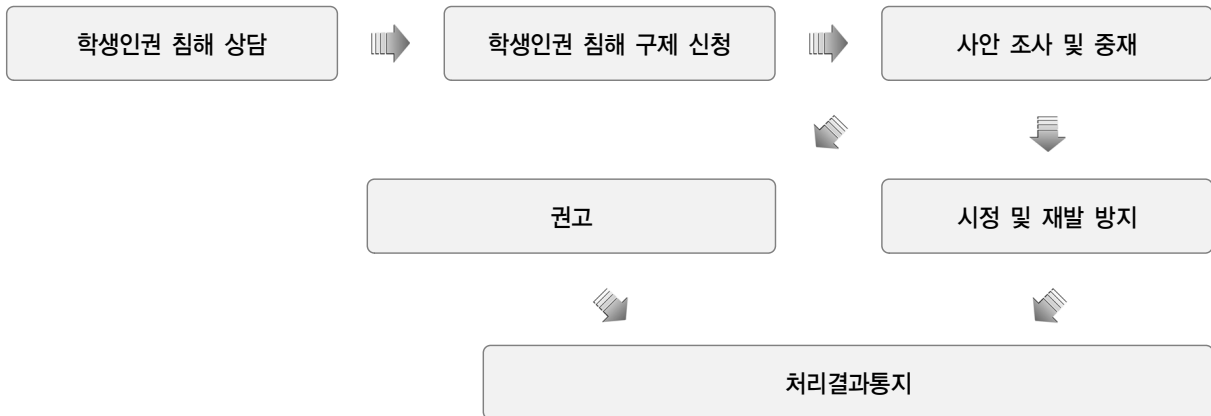 학생인권 침해 상담
학생인권 침해 구제 신청
사안 조사 및 중재
권고
시정 및 재발 방지
처리결과통지